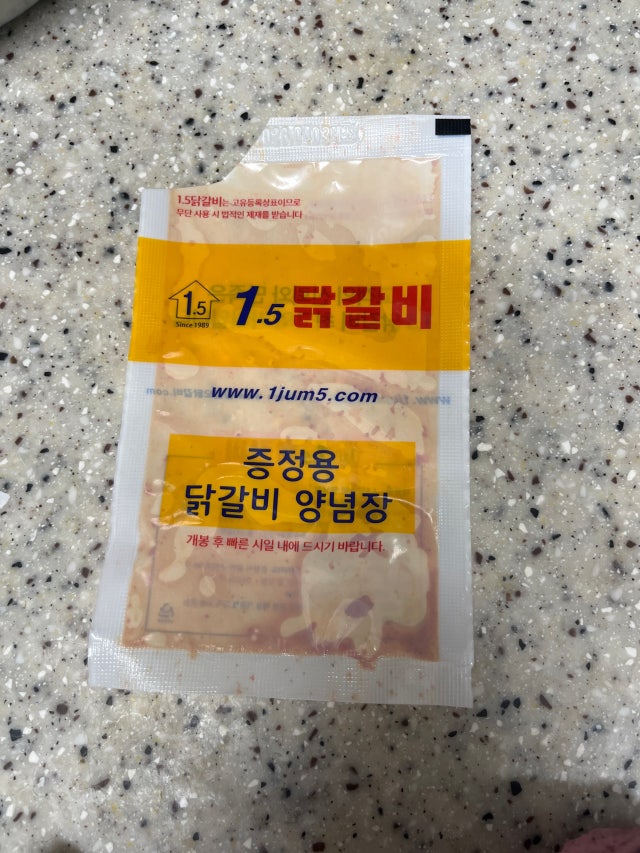 1.5닭갈비는 고유등록상표이므로
무단 사용 시 법적인 제재를 받습니다
1.5
Since 1989
1.5 닭갈비
www.1jum5.com
증정용
닭갈비 양념장
개봉 후 빠른 시일 내에 드시기 바랍니다.